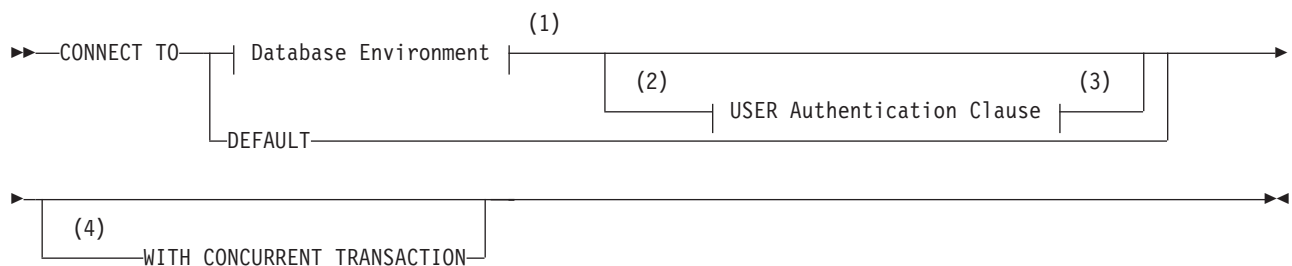 (1)
CONNECT TO Database Environment
(2) (3)
USER Authentication Clause
DEFAULT
(4)
WITH CONCURRENT TRANSACTION